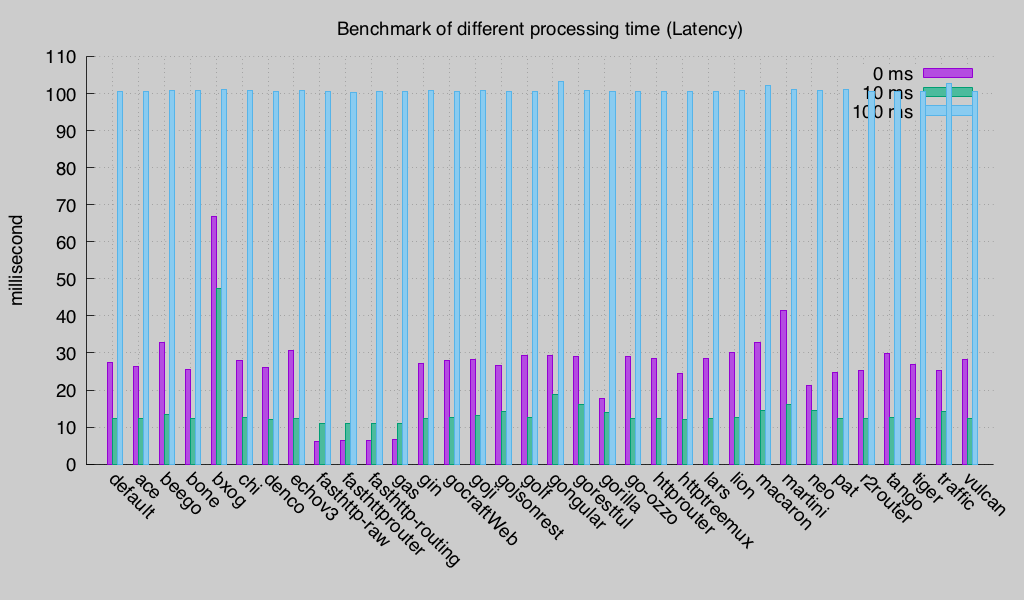 Benchmark of different processing time (Latency)
110
100
90
80
70
60
50
40
30
20
10
0
millisecond
0 ms
10 ms
100 ms
default
ace
beego
bone
bxog
chi
denco
echov3
fasthttp-raw
fasthttprouter
fasthttp-routing
gas
gin
gocraftWeb
goji
gojsonrest
golf
gongular
gorestful
gorilla
go-ozzo
httprouter
httptreemux
lars
lion
macaron
martini
neo
pat
r2router
tango
tiger
traffic
vulcan